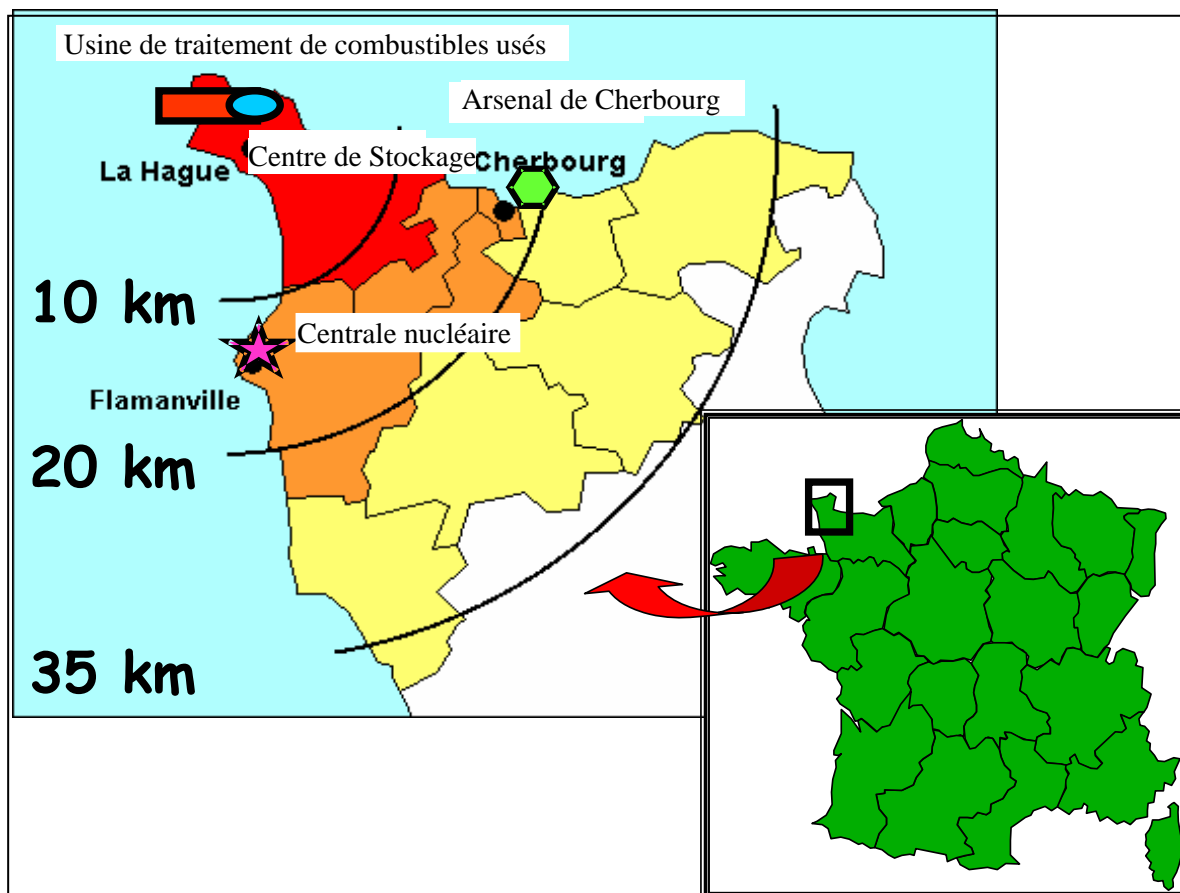 Usine de traitement de combustibles usés
Arsenal de Cherbourg
Centre de Stockage
Cherbourg
La Hague
10 km
Centrale nucléaire
Flamanville
20 km
35 km